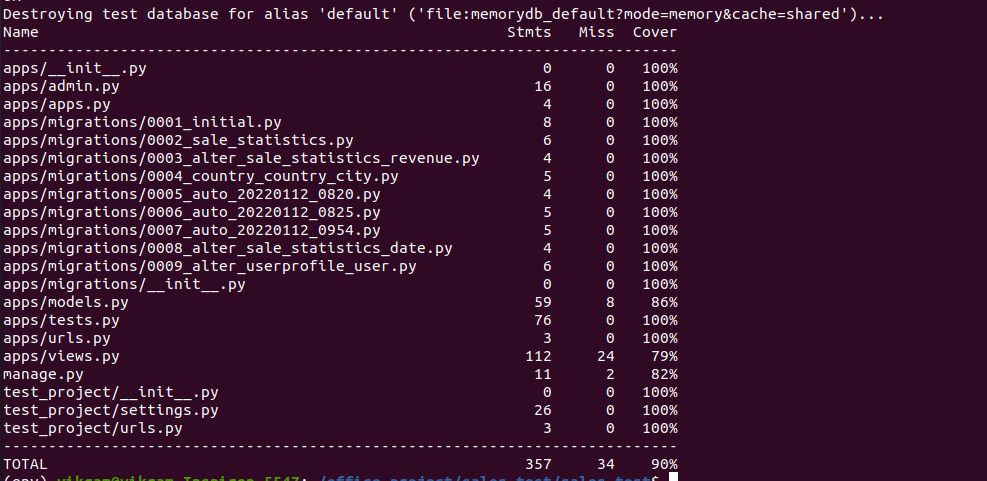 Destroying test database for alias 'default' ('file:memorydb_default?mode=memory&cache=shared')...
Name Stmts Miss Cover
---------------------------------------------------------------------------
apps/__init__.py 0 0 100%
apps/admin.py 16 0 100%
apps/apps.py 4 0 100%
apps/migrations/0001_initial.py 8 0 100%
apps/migrations/0002_sale_statistics.py 6 0 100%
apps/migrations/0003_alter_sale_statistics_revenue.py 4 0 100%
apps/migrations/0004_country_country_city.py 5 0 100%
apps/migrations/0005_auto_20220112_0820.py 4 0 100%
apps/migrations/0006_auto_20220112_0825.py 5 0 100%
apps/migrations/0007_auto_20220112_0954.py 5 0 100%
apps/migrations/0008_alter_sale_statistics_date.py 4 0 100%
apps/migrations/0009_alter_userprofile_user.py 6 0 100%
apps/migrations/__init__.py 0 0 100%
apps/models.py 59 8 86%
apps/tests.py 76 0 100%
apps/urls.py 3 0 100%
apps/views.py 112 24 79%
manage.py 11 2 82%
test_project/__init__.py 0 0 100%
test_project/settings.py 26 0 100%
test_project/urls.py 3 0 100%
---------------------------------------------------------------------------
TOTAL 357 34 90%